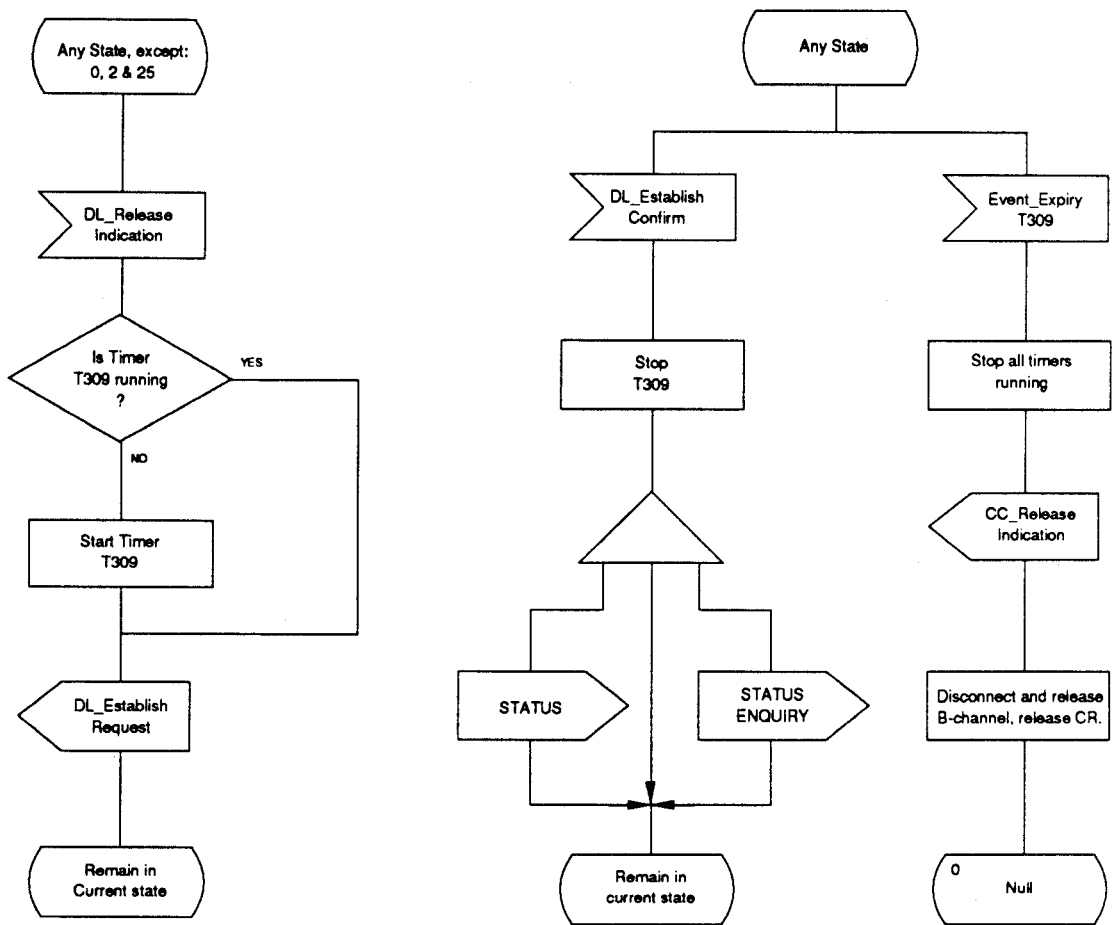 Any State, except:
0, 2 & 25
DL_Release
Indication
Is Timer
T309 running
?
YES
NO
Start Timer
T309
DL_Establish
Request
Remain in
Current state
Any State
DL_Establish
Confirm
Stop
T309
STATUS
STATUS
ENQUIRY
Remain in
current state
Event_Expiry
T309
Stop all timers
running
CC_Release
Indication
Disconnect and release
B-channel, release CR.
0
Null